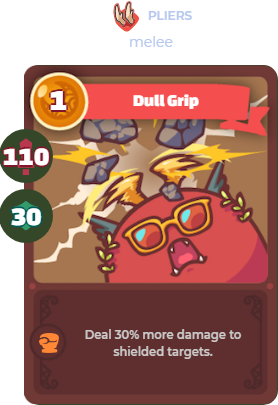 PLIERS
melee
1
Dull Grip
110
30
Deal 30% more damage to
shielded targets.